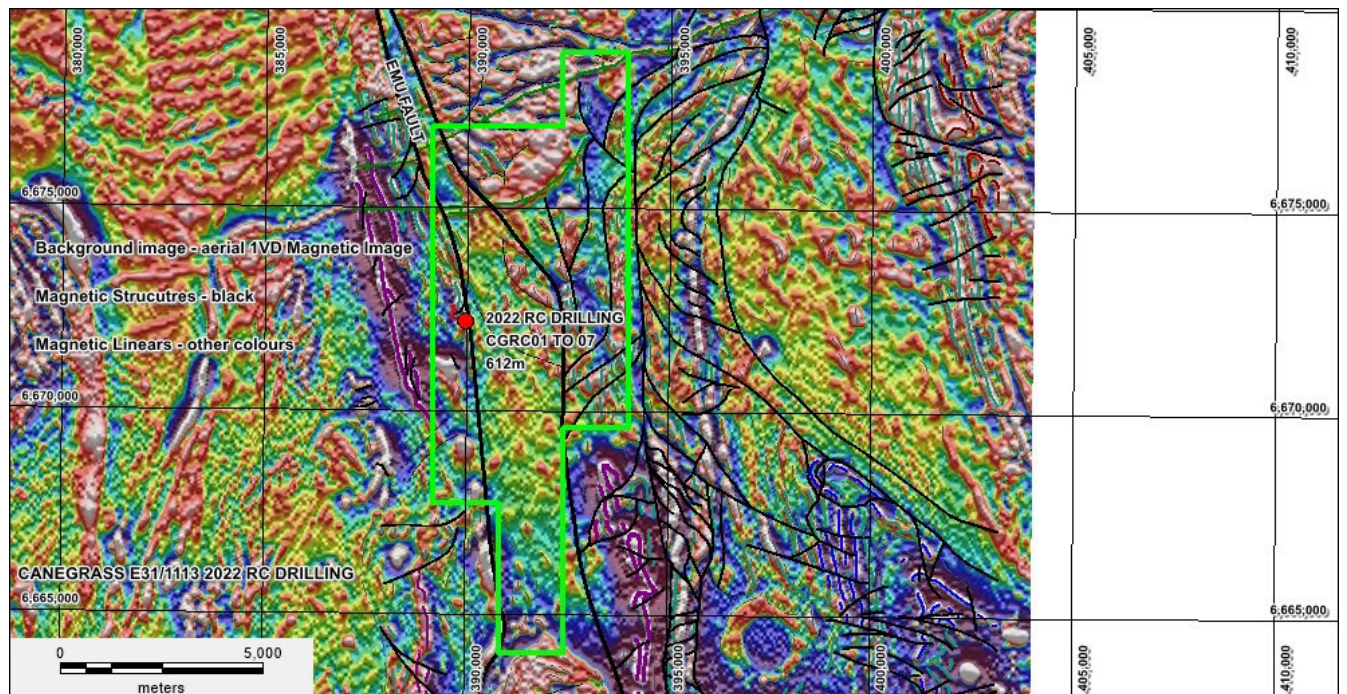 380,000
385,000
390,000
395,000
400,000
405,000
410,000
EMU FAULT
6,675,000
6,675,000
Background image - aerial 1VD Magnetic Image
Magnetic Strucutres - black
Magnetic Linears - other colours
2022 RC DRILLING
CGRC01 TO 07
612m
6,670,000
6,670,000
CANEGRASS E31/1113 2022 RC DRILLING
6,665,000
6,665,000
0
5,000
meters
390,000
395,000
400,000
405,000
410,000